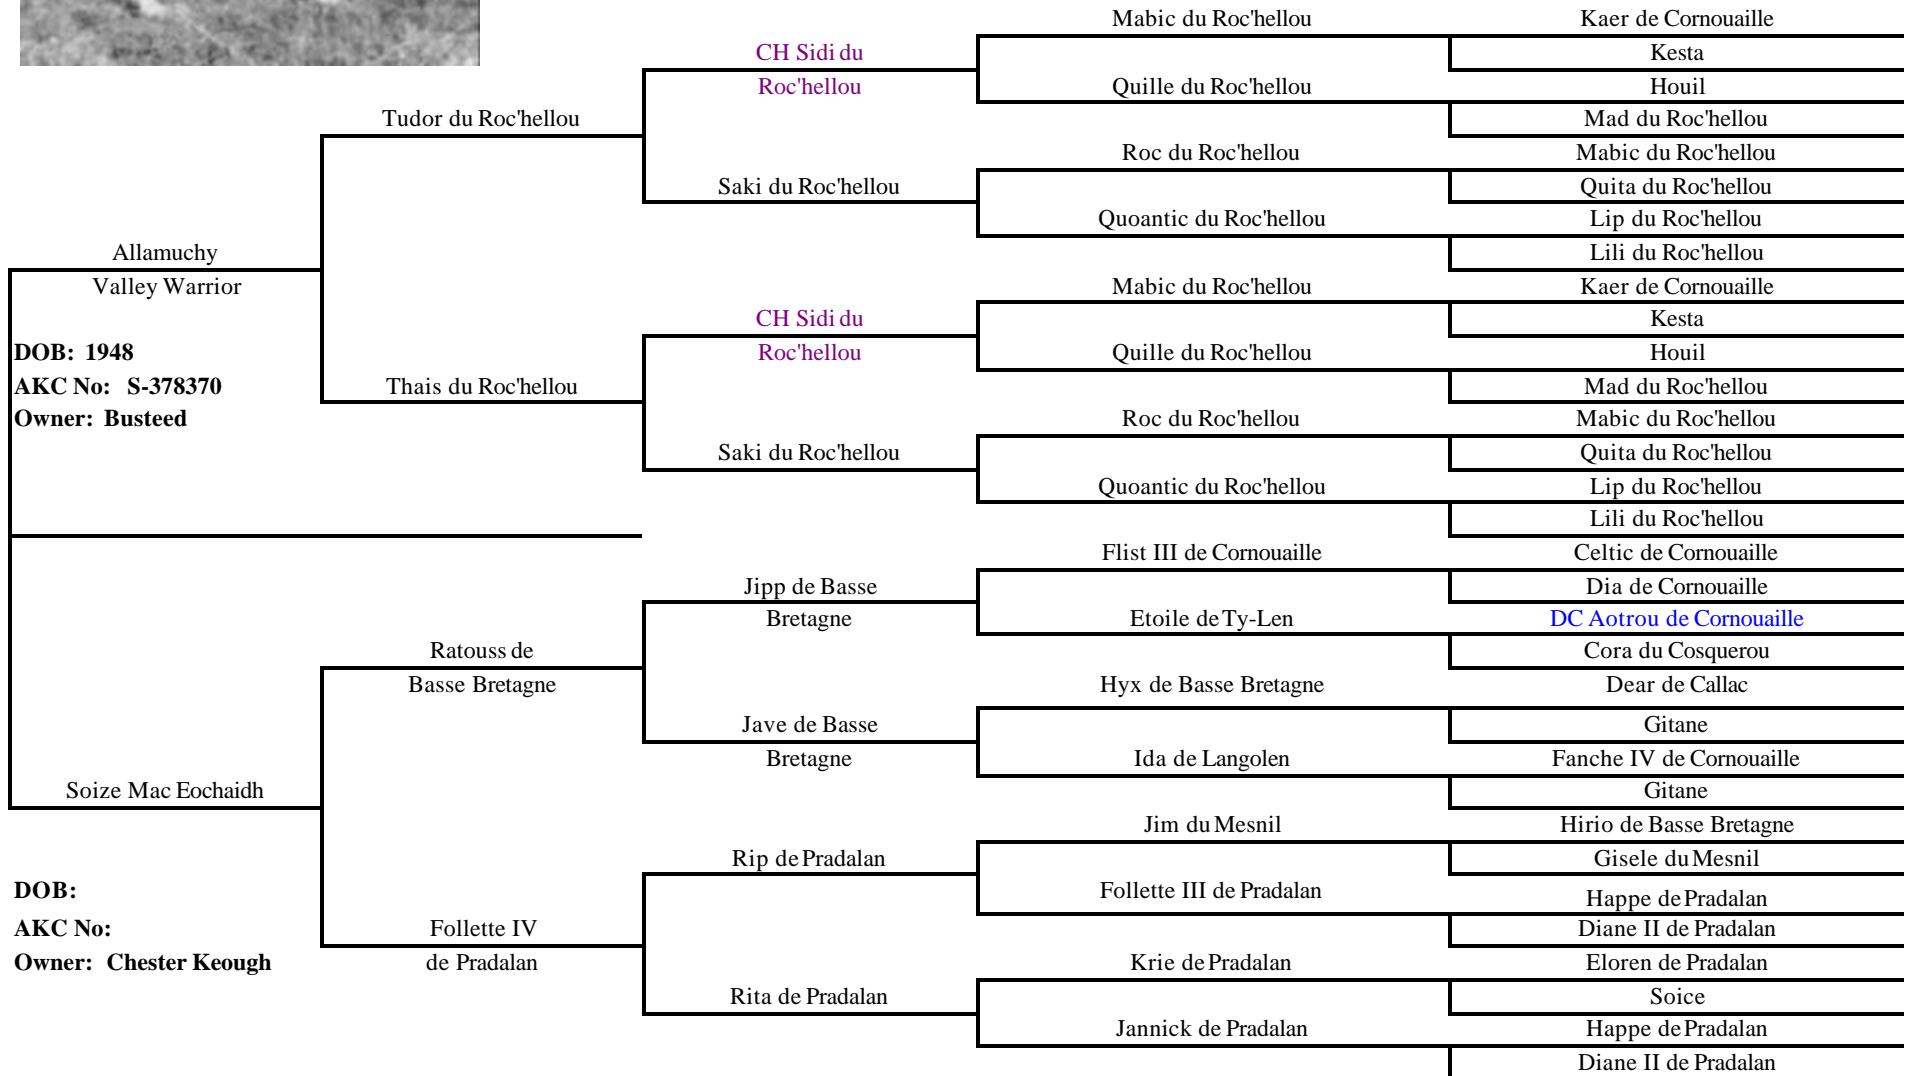 Mabic du Roc'hellou
Kaer de Cornouaille
CH Sidi du
Kesta
Roc'hellou
Quille du Roc'hellou
Houil
Tudor du Roc'hellou
Mad du Roc'hellou
Roc du Roc'hellou
Mabic du Roc'hellou
Saki du Roc'hellou
Quita du Roc'hellou
Quoantic du Roc'hellou
Lip du Roc'hellou
Allamuchy
Lili du Roc'hellou
Valley Warrior
Mabic du Roc'hellou
Kaer de Cornouaille
CH Sidi du
Kesta
DOB: 1948
Roc'hellou
Quille du Roc'hellou
Houil
AKC No: S-378370
Thais du Roc'hellou
Mad du Roc'hellou
Owner: Busteed
Roc du Roc'hellou
Mabic du Roc'hellou
Saki du Roc'hellou
Quita du Roc'hellou
Quoantic du Roc'hellou
Lip du Roc'hellou
Lili du Roc'hellou
Flist III de Cornouaille
Celtic de Cornouaille
Jipp de Basse
Dia de Cornouaille
Bretagne
Etoile de Ty-Len
DC Aotrou de Cornouaille
Ratouss de
Cora du Cosquerou
Basse Bretagne
Hyx de Basse Bretagne
Dear de Callac
Jave de Basse
Gitane
Bretagne
Ida de Langolen
Fanche IV de Cornouaille
Soize Mac Eochaidh
Gitane
Jim du Mesnil
Hirio de Basse Bretagne
Rip de Pradalan
Gisele du Mesnil
DOB:
Follette III de Pradalan
Happe de Pradalan
AKC No:
Follette IV
Diane II de Pradalan
Owner: Chester Keough
de Pradalan
Krie de Pradalan
Eloren de Pradalan
Rita de Pradalan
Soice
Jannick de Pradalan
Happe de Pradalan
Diane II de Pradalan